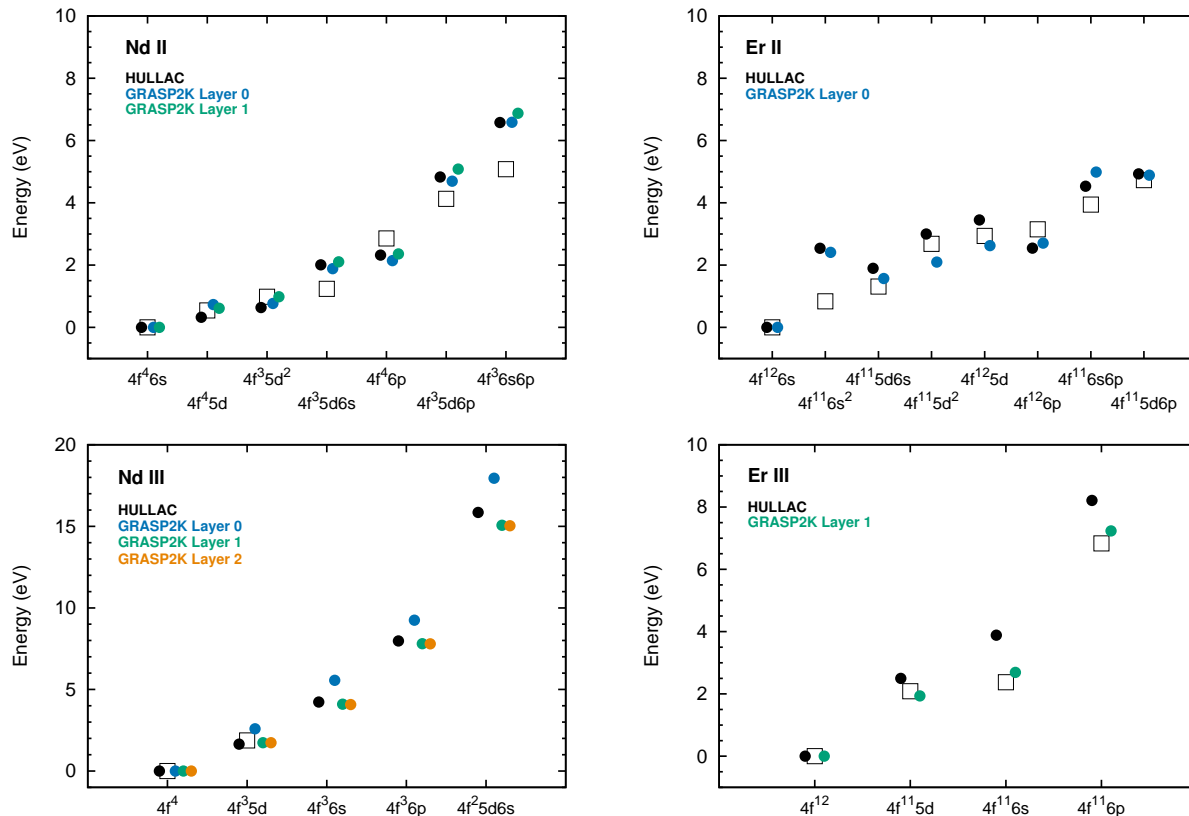 Nd II
HULLAC
GRASP2K Layer 0
GRASP2K Layer 1
Energy (eV)
10
8
6
4
2
0
4f⁴6s
4f⁴5d
4f³5d²
4f³5d6s
4f⁴6p
4f³5d6p
4f³6s6p
Er II
HULLAC
GRASP2K Layer 0
Energy (eV)
10
8
6
4
2
0
4f¹²6s
4f¹¹6s²
4f¹¹5d6s
4f¹¹5d²
4f¹²5d
4f¹²6p
4f¹¹6s6p
4f¹¹5d6p
Nd III
HULLAC
GRASP2K Layer 0
GRASP2K Layer 1
GRASP2K Layer 2
Energy (eV)
20
15
10
5
0
4f⁴
4f³5d
4f³6s
4f³6p
4f²5d6s
Er III
HULLAC
GRASP2K Layer 1
Energy (eV)
10
8
6
4
2
0
4f¹²
4f¹¹5d
4f¹¹6s
4f¹¹6p